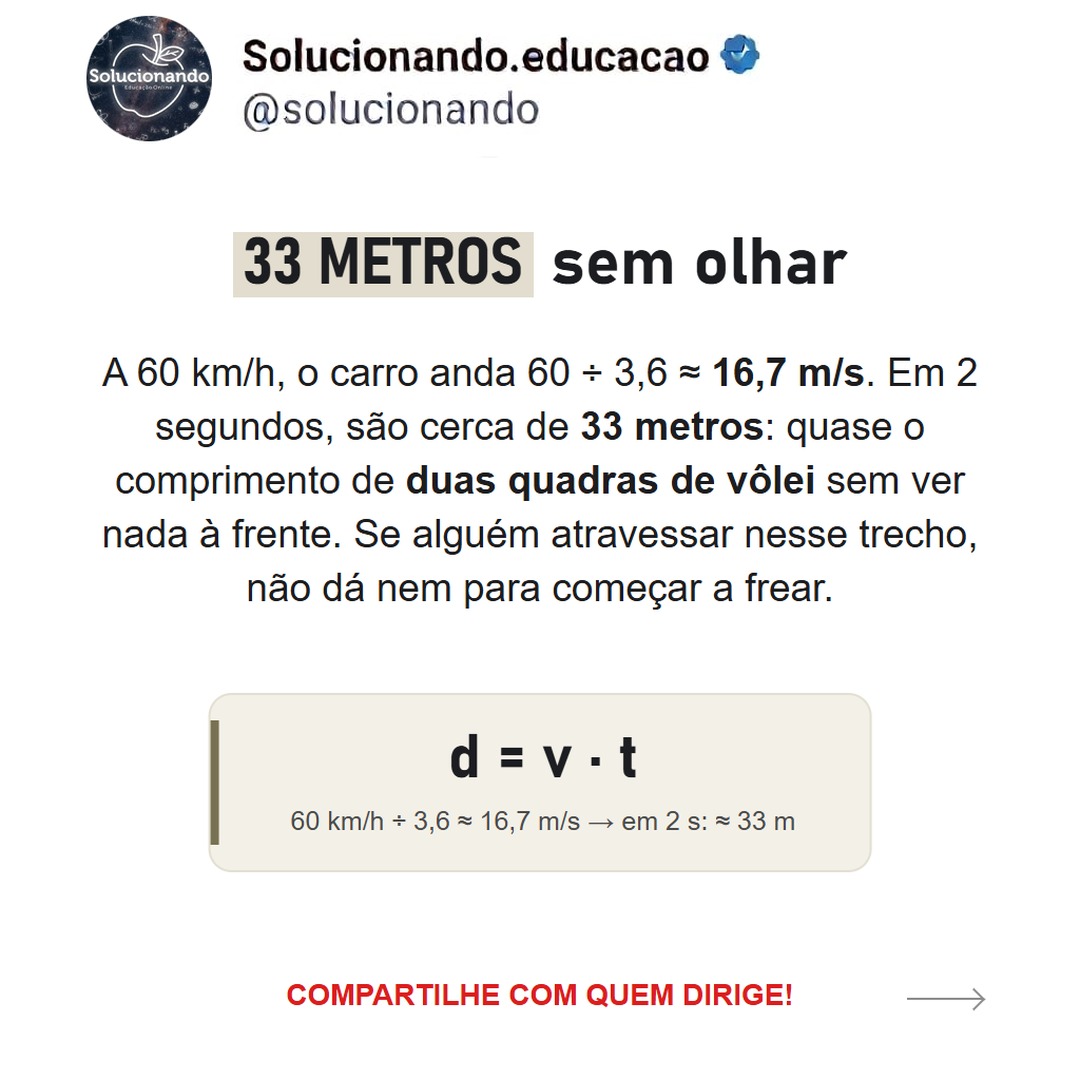 Solucionando
Educação Online
Solucionando.educacao
@solucionando
33 METROS sem olhar
A 60 km/h, o carro anda 60 ÷ 3,6 ≈ 16,7 m/s. Em 2
segundos, são cerca de 33 metros: quase o
comprimento de duas quadras de vôlei sem ver
nada à frente. Se alguém atravessar nesse trecho,
não dá nem para começar a frear.
d = v · t
60 km/h ÷ 3,6 ≈ 16,7 m/s → em 2 s: ≈ 33 m
COMPARTILHE COM QUEM DIRIGE!